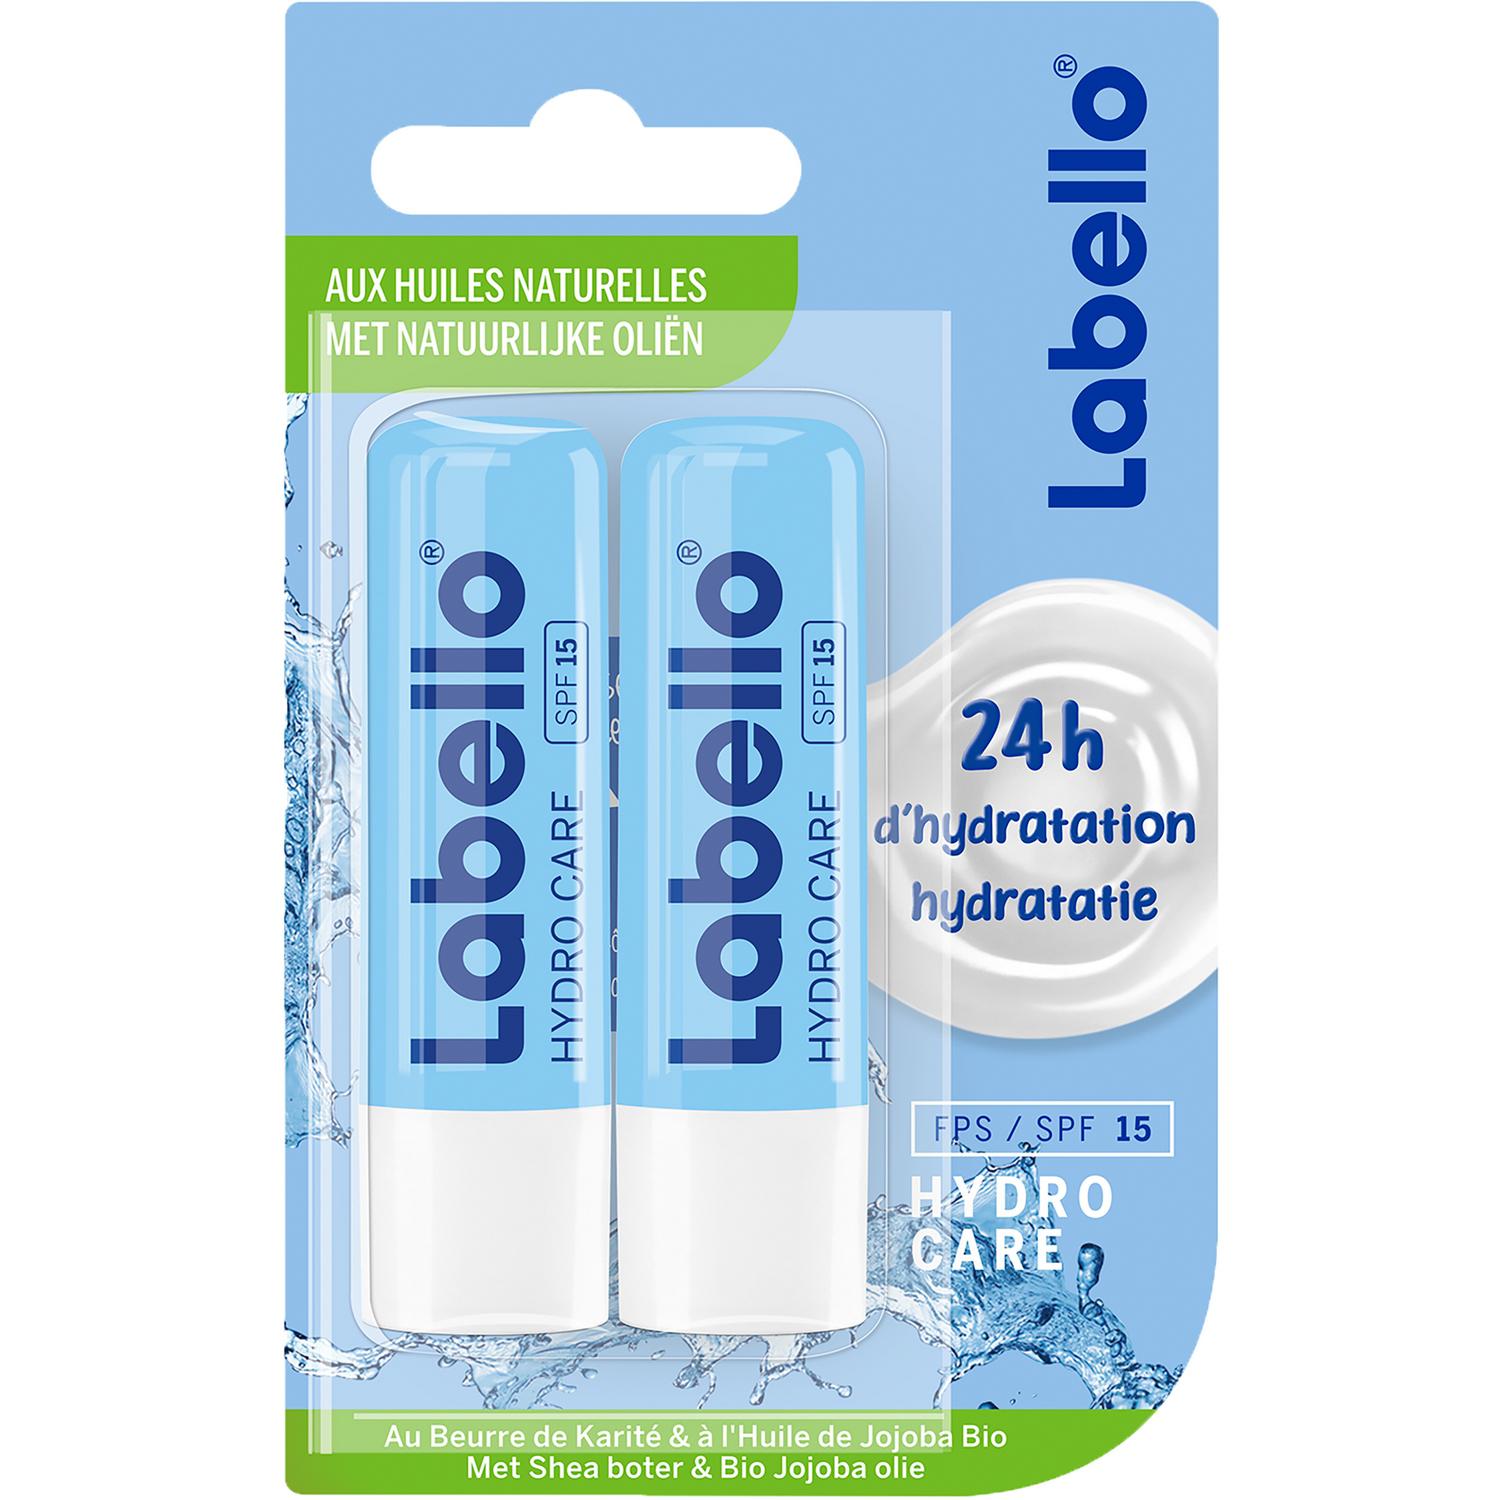 Labello®
AUX HUILES NATURELLES
MET NATUURLIJKE OLIËN
Labello®
SPF 15
HYDRO CARE
Labello®
SPF 15
HYDRO CARE
24h
d'hydratation
hydratatie
FPS / SPF 15
HYDRO
CARE
Au Beurre de Karité & à l'Huile de Jojoba Bio
Met Shea boter & Bio Jojoba olie